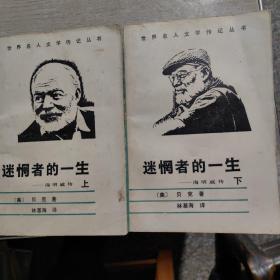 世界名人文学传记丛书
迷惘者的一生
——海明威传 上
〔美〕贝克 著
林基海 译
世界名人文学传记丛书
迷惘者的一生
——海明威传 下
〔美〕贝克 著
林基海 译